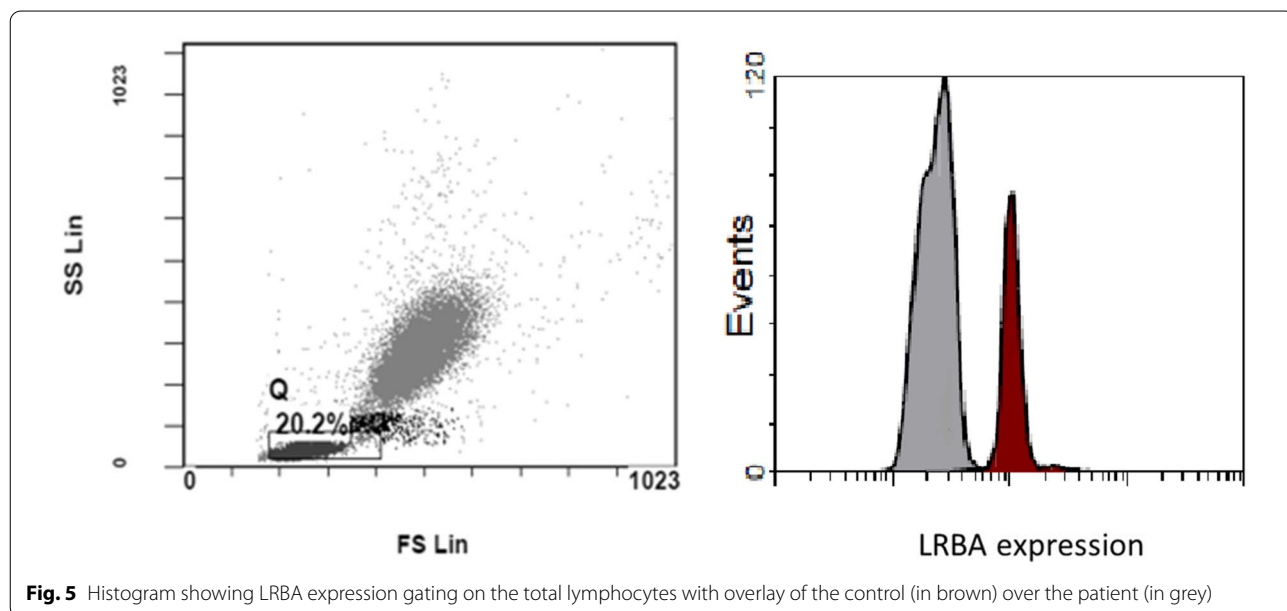 1023
SS Lin
0
Q
20.2%
0
1023
FS Lin
120
Events
0
LRBA expression
Fig. 5 Histogram showing LRBA expression gating on the total lymphocytes with overlay of the control (in brown) over the patient (in grey)